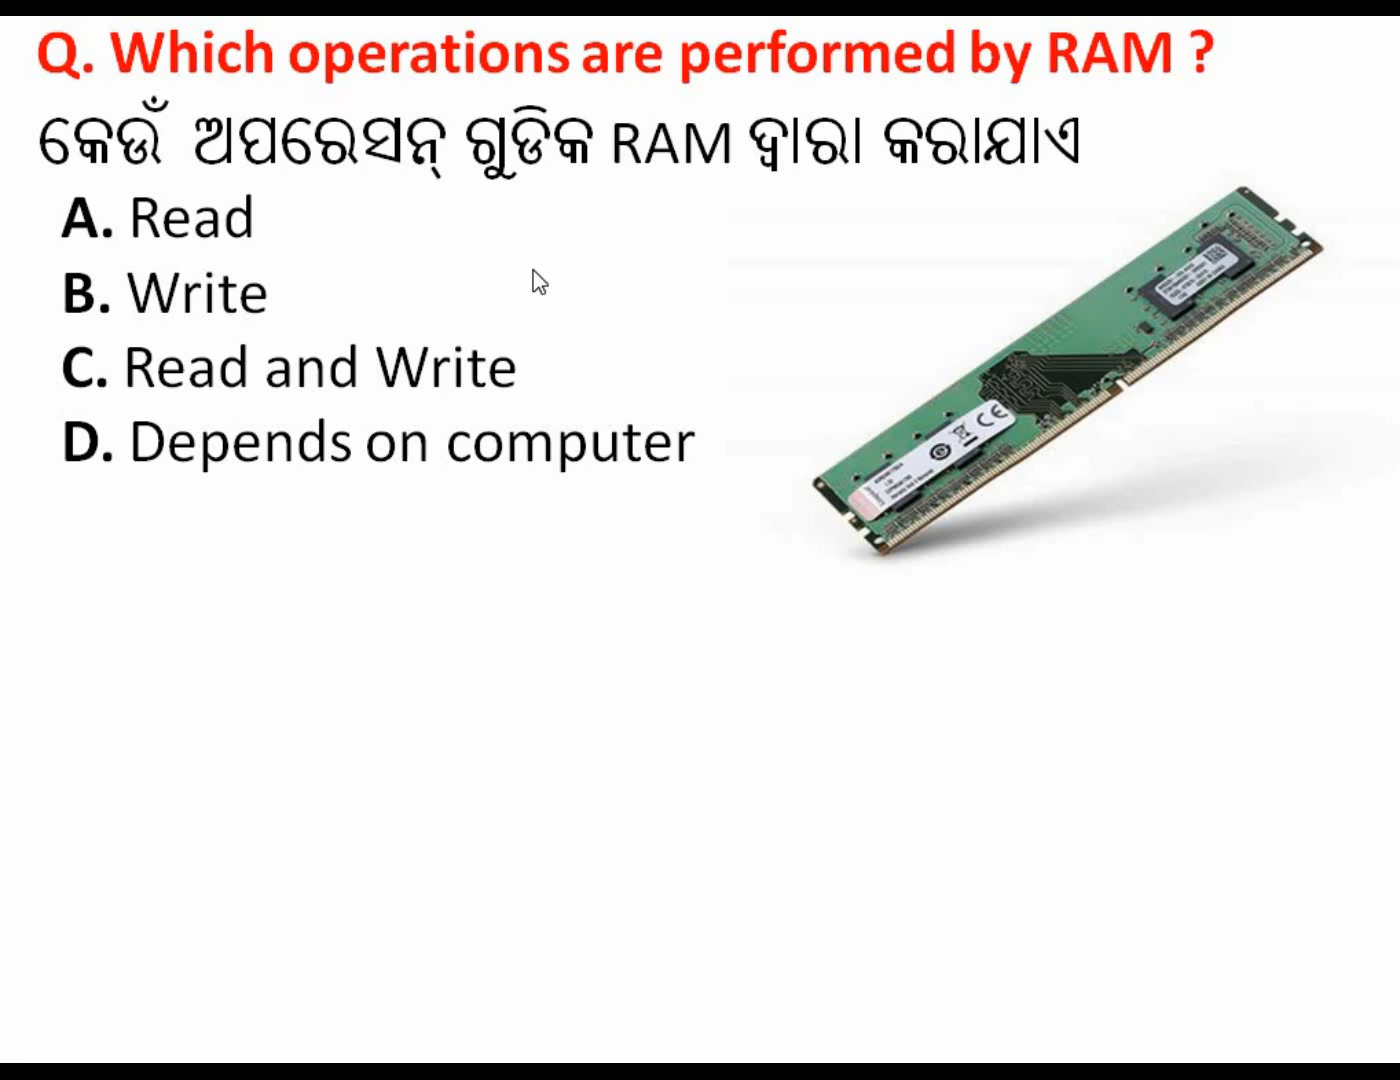 Q. Which operations are performed by RAM ?
କେଉଁ ଅପରେସନ୍ ଗୁଡିକ RAM ଦ୍ୱାରା କରାଯାଏ
A. Read
B. Write
C. Read and Write
D. Depends on computer